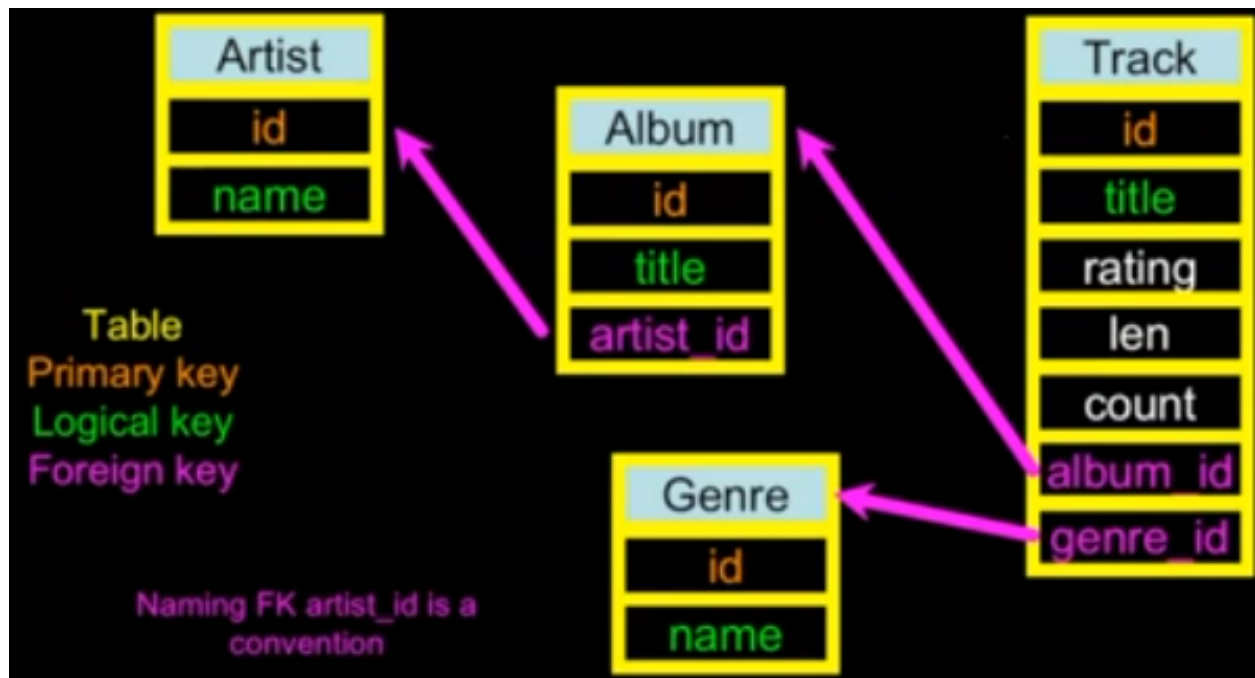 Artist
id
name
Album
id
title
artist_id
Track
id
title
rating
len
count
album_id
genre_id
Table
Primary key
Logical key
Foreign key
Genre
id
name
Naming FK artist_id is a
convention